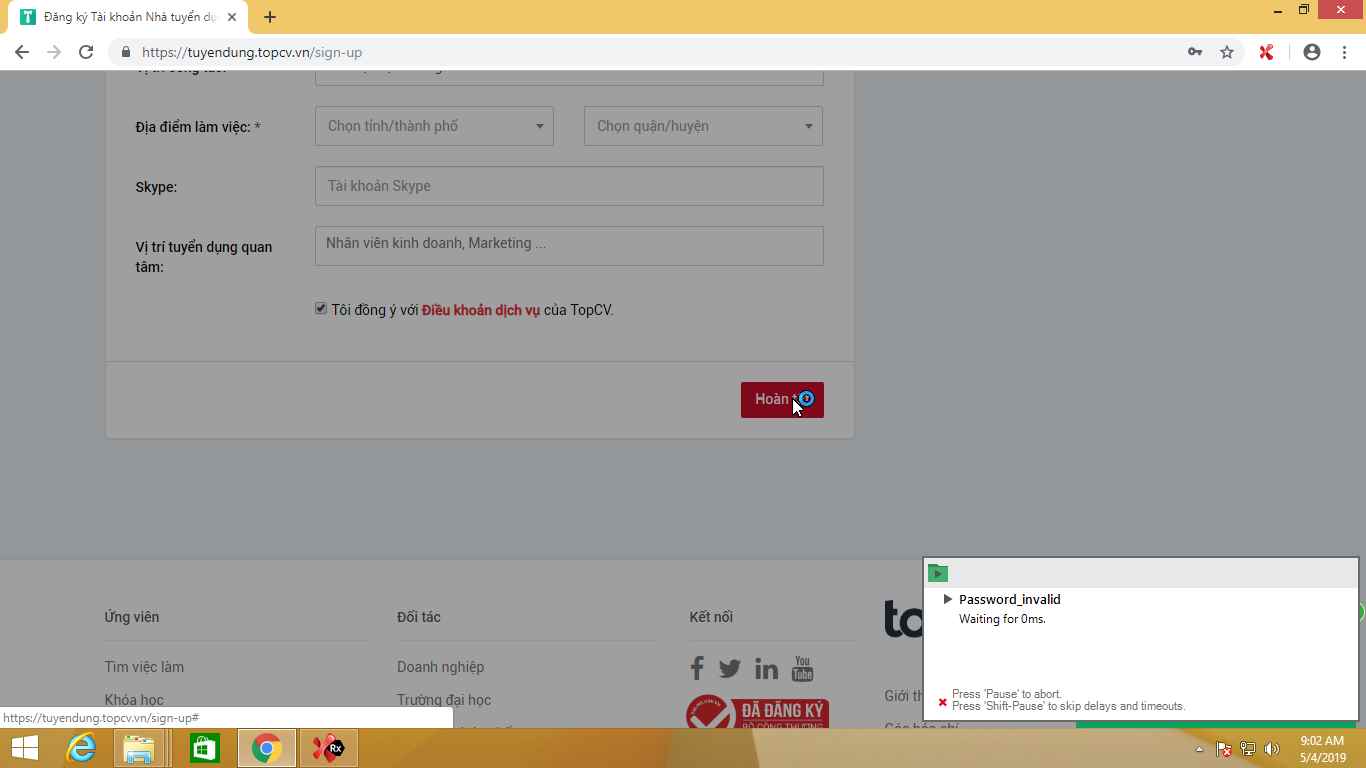 Đăng ký Tài khoản Nhà tuyển dụ
https://tuyendung.topcv.vn/sign-up
Địa điểm làm việc: *
Chọn tỉnh/thành phố
Chọn quận/huyện
Skype:
Tài khoản Skype
Vị trí tuyển dụng quan
tâm:
Nhân viên kinh doanh, Marketing ...
Tôi đồng ý với Điều khoản dịch vụ của TopCV.
Hoàn
Ứng viên
Đối tác
Kết nối
Tìm việc làm
Doanh nghiệp
You
Tube
Khóa học
Trường đại học
Giới th
ĐÃ ĐĂNG KÝ
BỘ CÔNG THƯƠNG
https://tuyendung.topcv.vn/sign-up#
Password_invalid
Waiting for 0ms.
Press 'Pause' to abort.
Press 'Shift-Pause' to skip delays and timeouts.
Rx
9:02 AM
5/4/2019